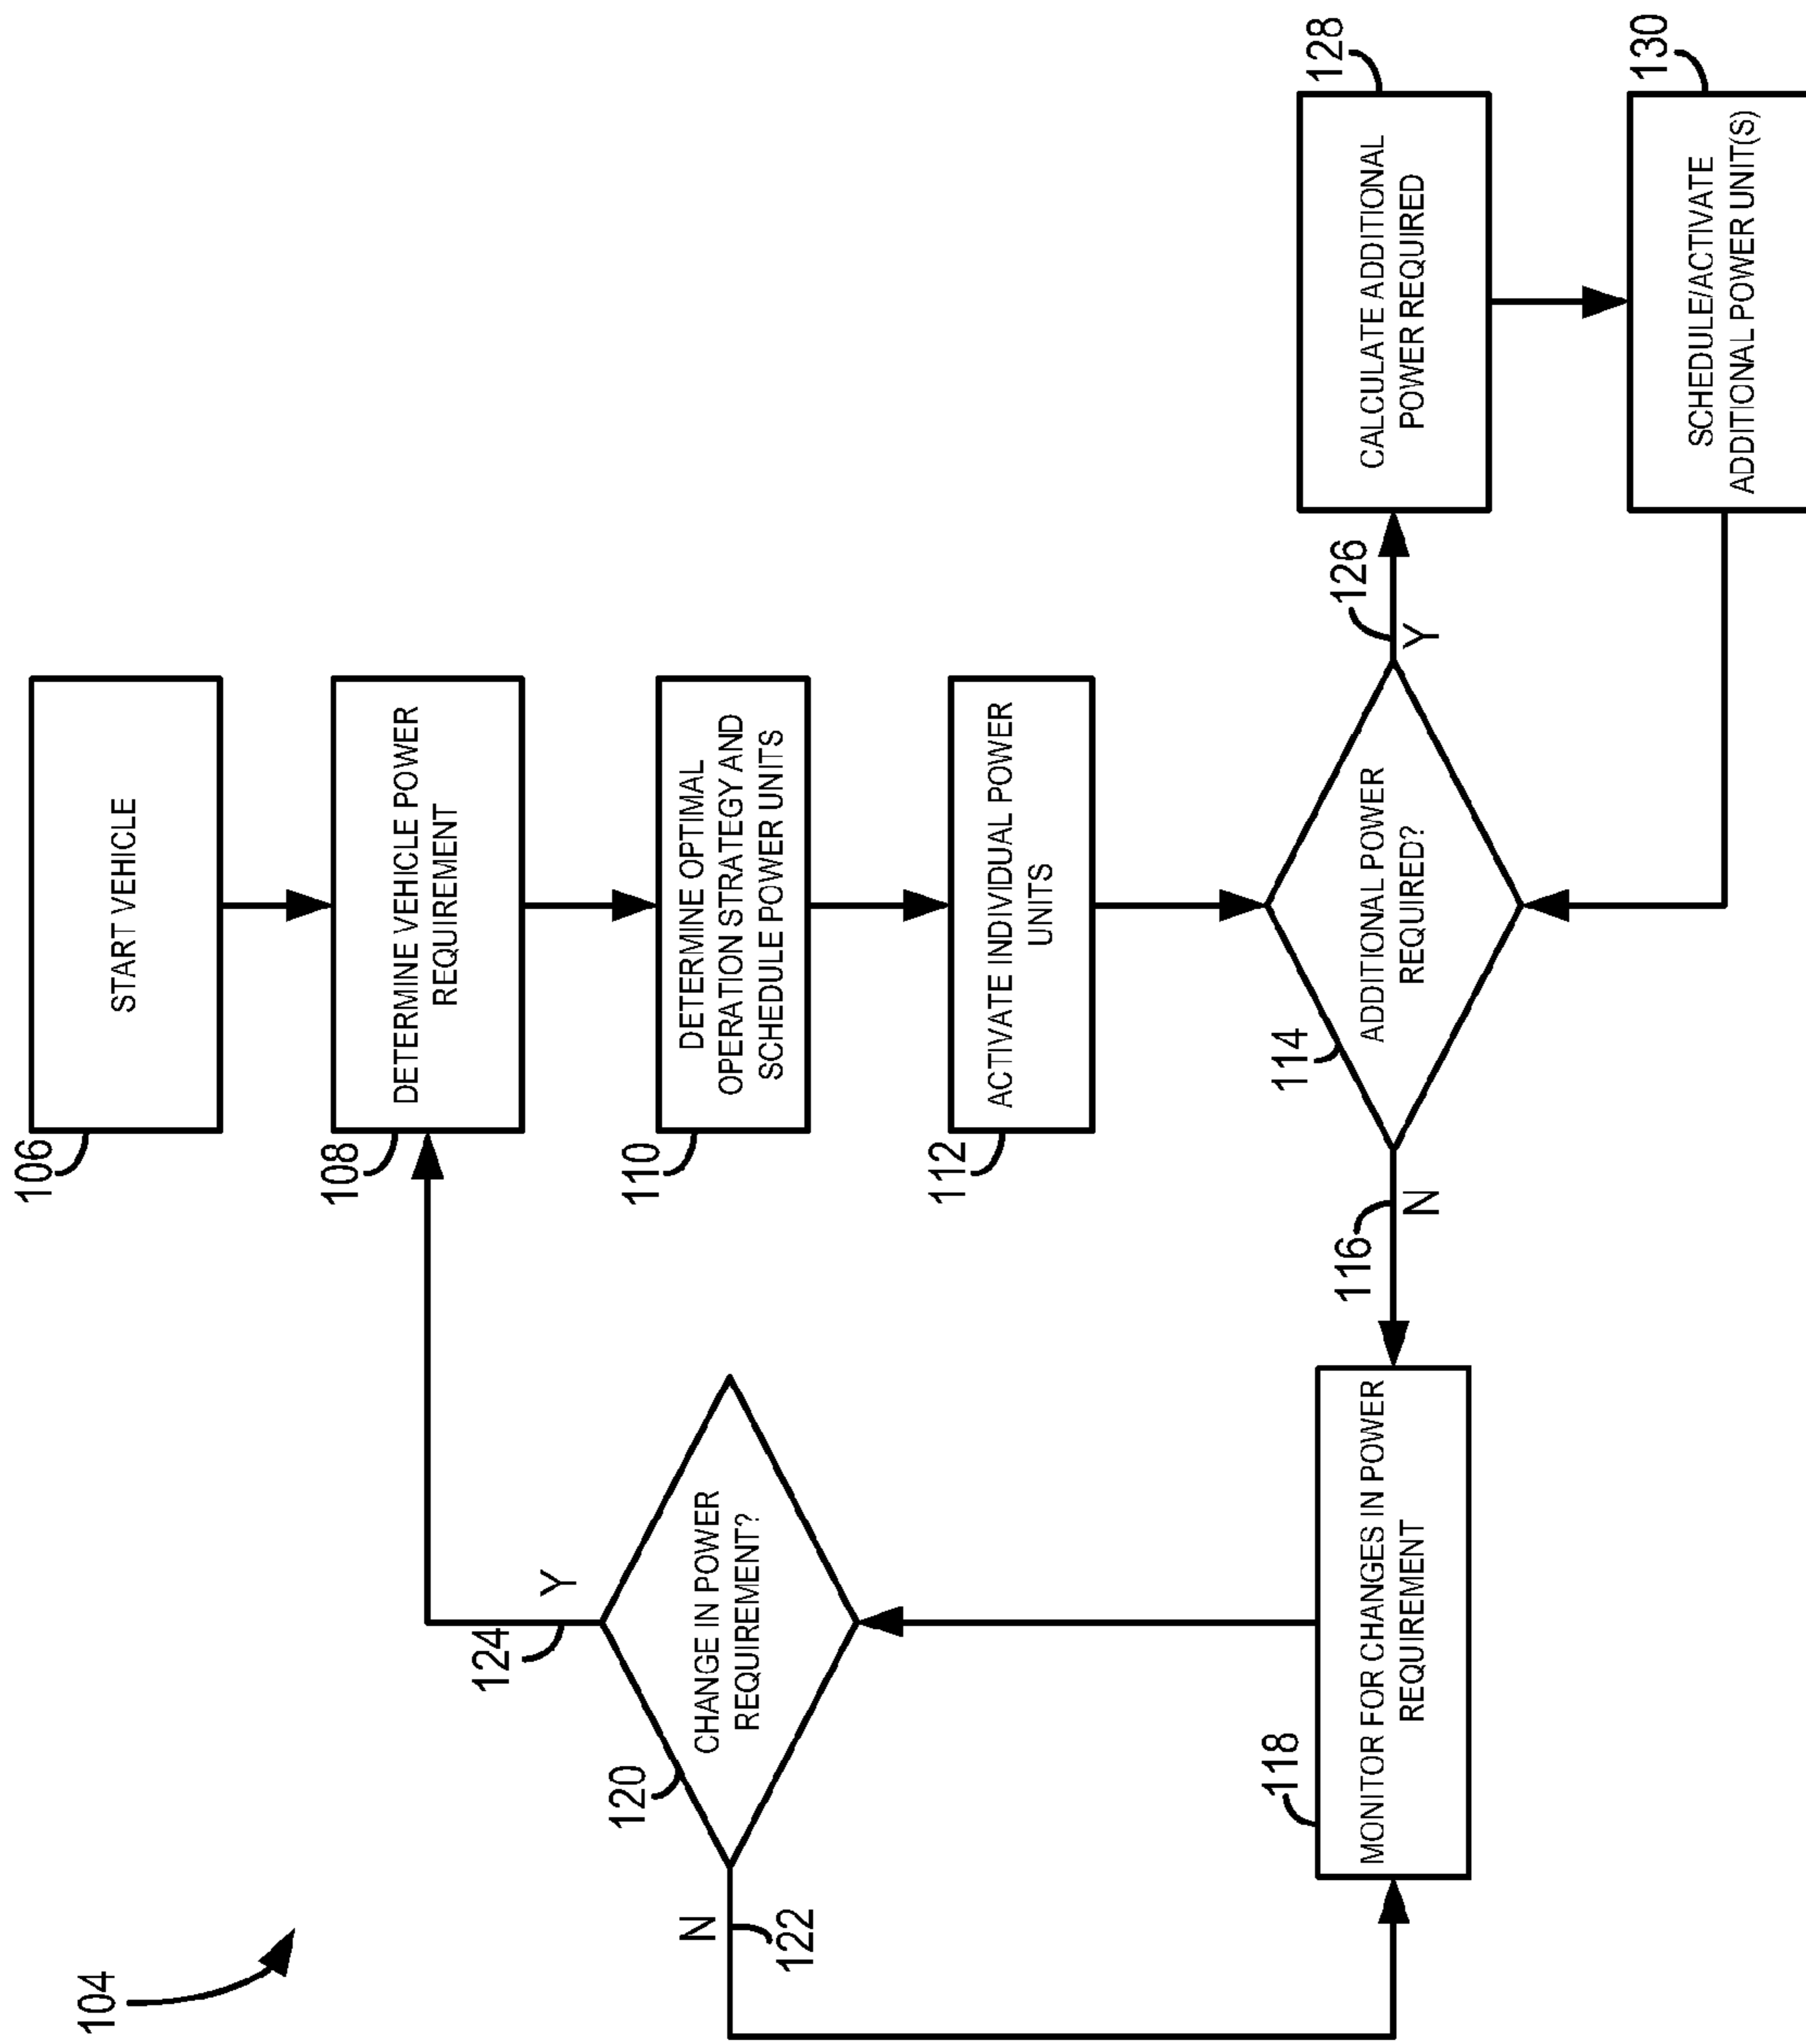 104
106
START VEHICLE
108
DETERMINE VEHICLE POWER
REQUIREMENT
110
DETERMINE OPTIMAL
OPERATION STRATEGY AND
SCHEDULE POWER UNITS
112
ACTIVATE INDIVIDUAL POWER
UNITS
114
ADDITIONAL POWER
REQUIRED?
116
N
118
MONITOR FOR CHANGES IN POWER
REQUIREMENT
120
CHANGE IN POWER
REQUIREMENT?
N
122
124
Y
126
Y
128
CALCULATE ADDITIONAL
POWER REQUIRED
130
SCHEDULE/ACTIVATE
ADDITIONAL POWER UNIT(S)